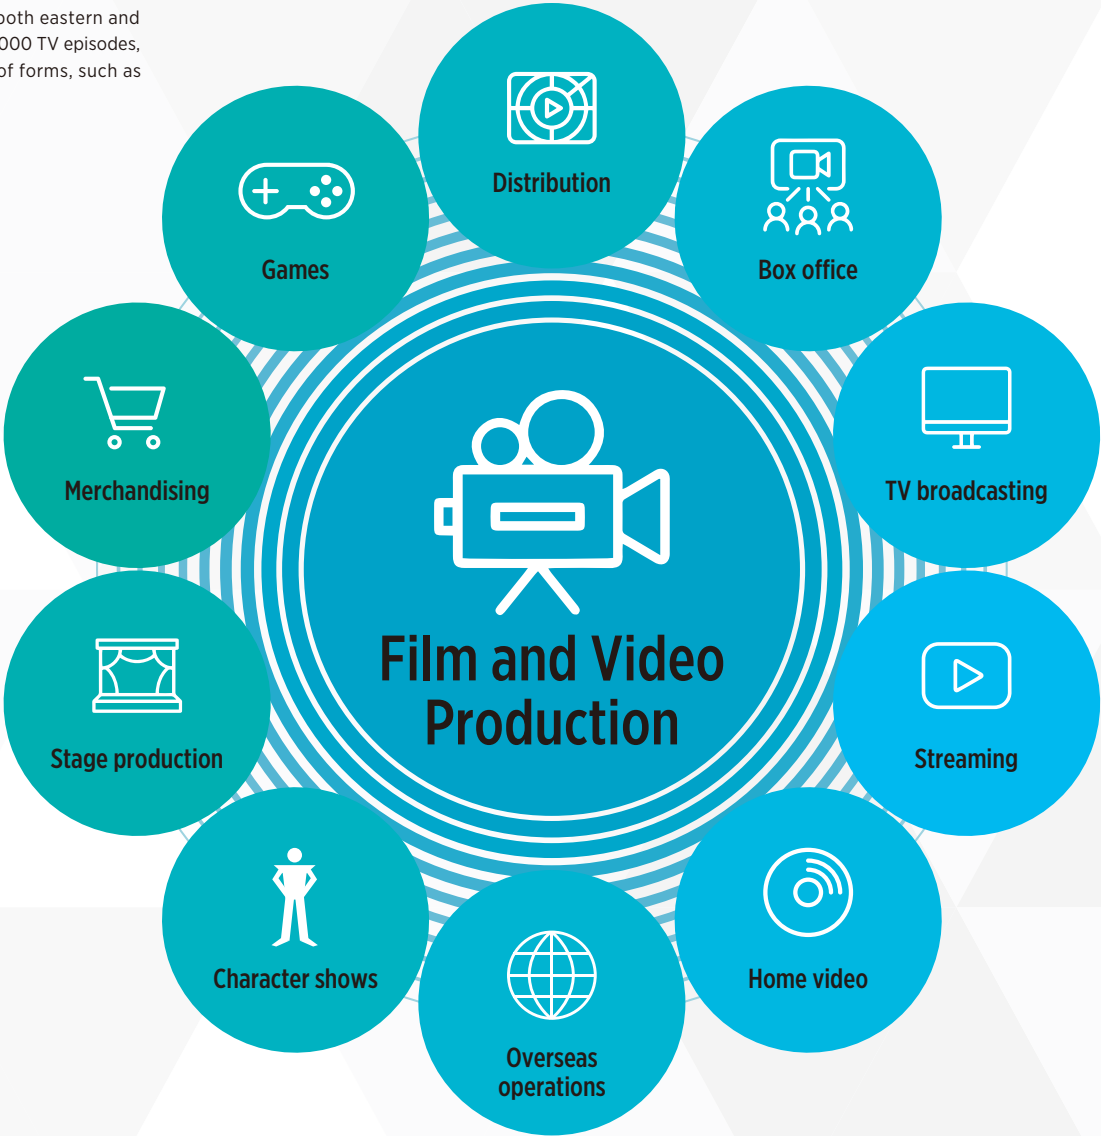 both eastern and
000 TV episodes,
of forms, such as
Distribution
Games
Box office
Merchandising
TV broadcasting
Film and Video
Production
Stage production
Streaming
Character shows
Home video
Overseas
operations